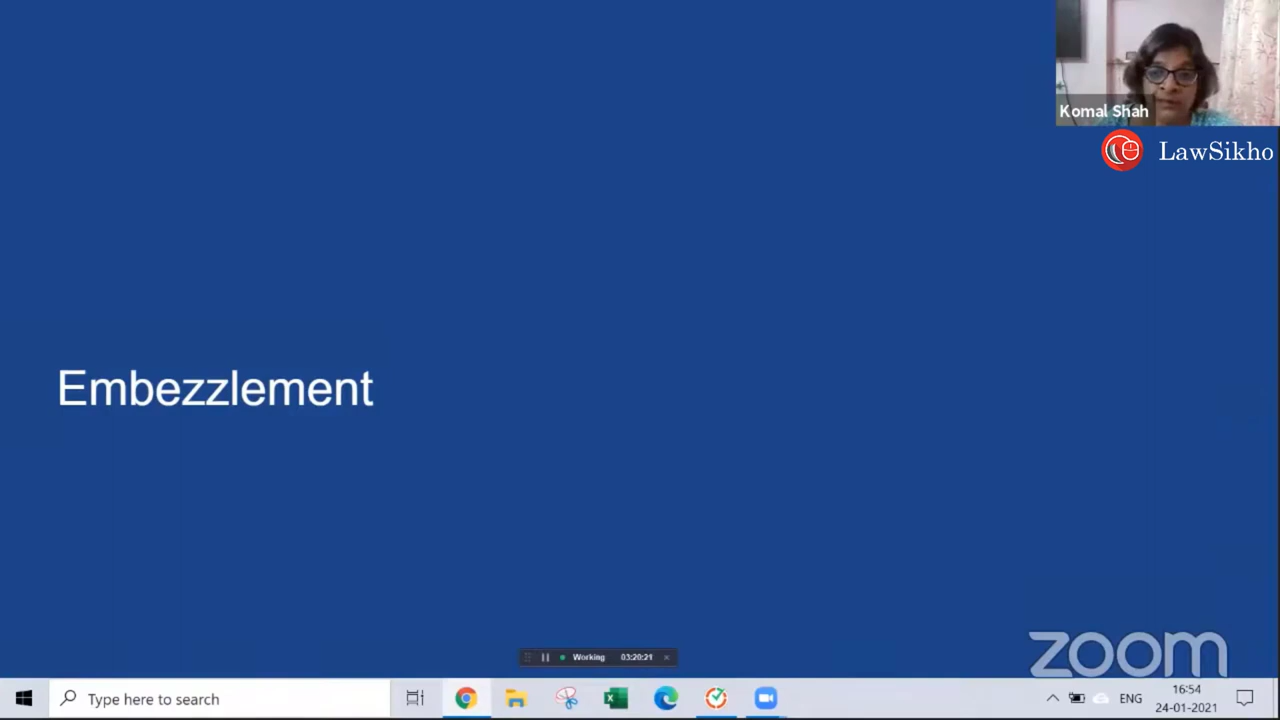 Komal Shah
LawSikho
Embezzlement
zoom
Working 03:20:21
Type here to search
ENG
16:54
24-01-2021